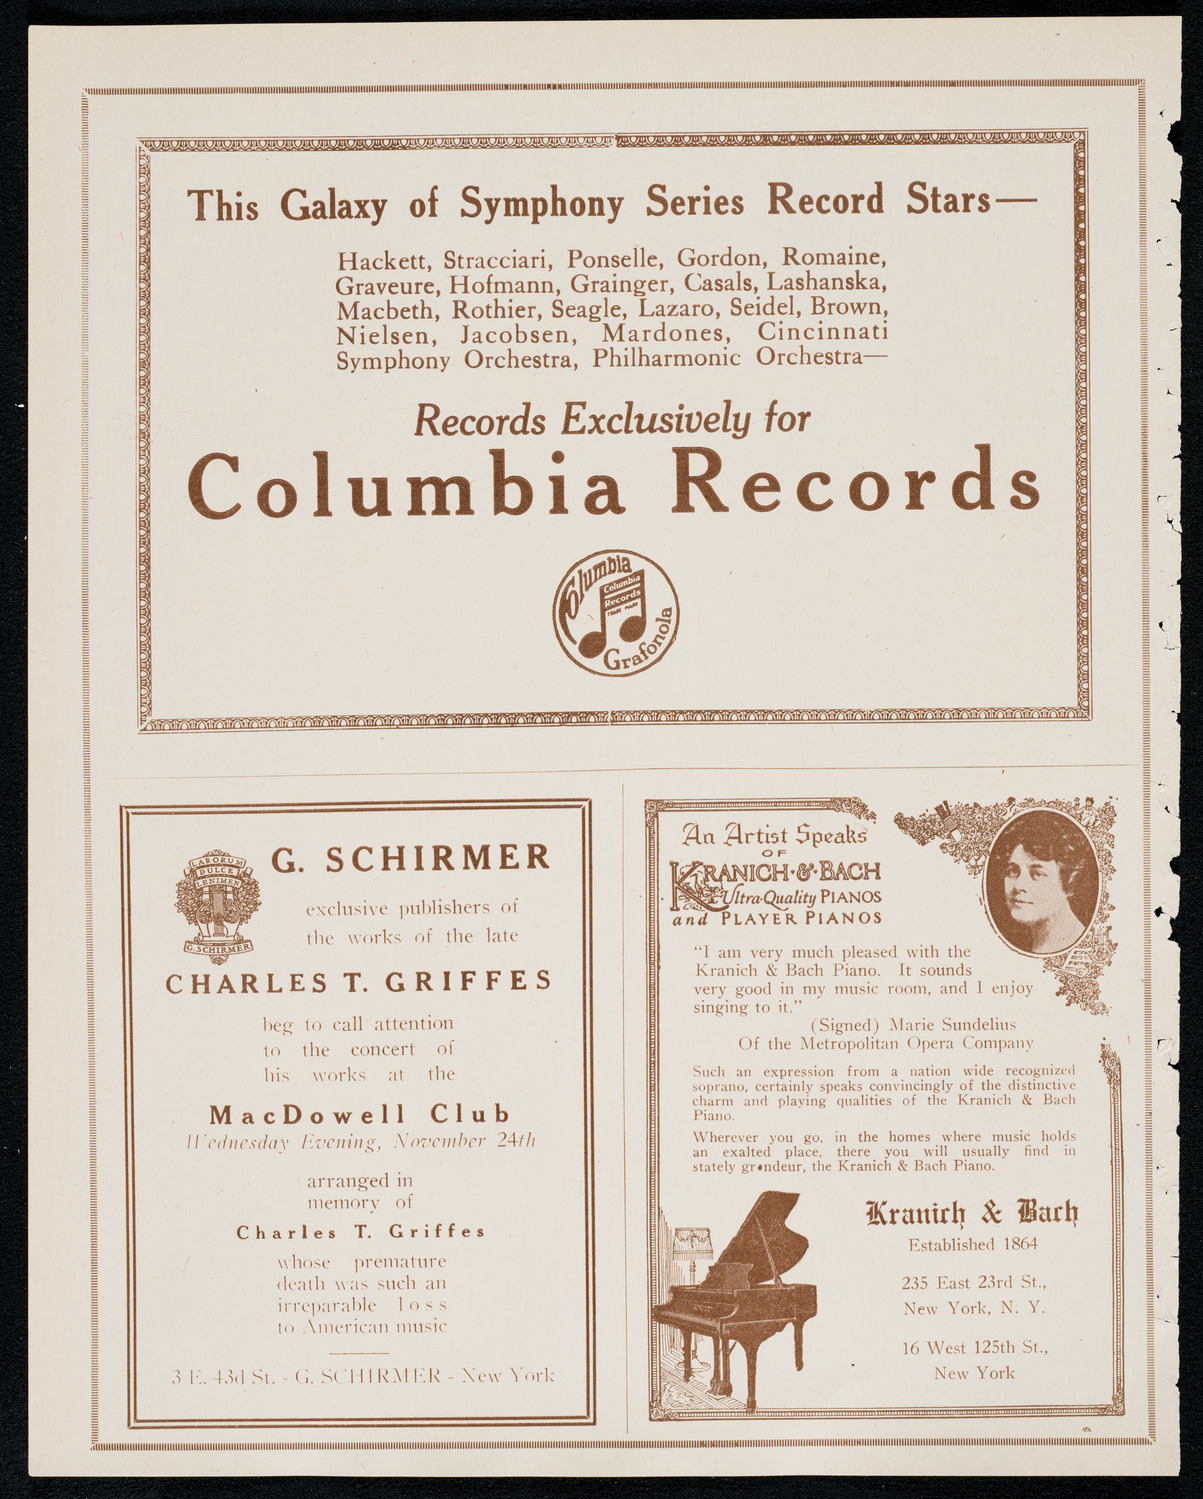 This Galaxy of Symphony Series Record Stars—
Hackett, Stracciari, Ponselle, Gordon, Romaine,
Graveure, Hofmann, Grainger, Casals, Lashanska,
Macbeth, Rothier, Seagle, Lazaro, Seidel, Brown,
Nielsen, Jacobsen, Mardones, Cincinnati
Symphony Orchestra, Philharmonic Orchestra—
Records Exclusively for
Columbia Records
Columbia
Columbia
Records
TRADE MARK
Grafonola
LABORUM
DULCE
LENIMEN
G. SCHIRMER
G. SCHIRMER
exclusive publishers of
the works of the late
CHARLES T. GRIFFES
beg to call attention
to the concert of
his works at the
MacDowell Club
Wednesday Evening, November 24th
arranged in
memory of
Charles T. Griffes
whose premature
death was such an
irreparable loss
to American music
3 E. 43d St. - G. SCHIRMER - New York
An Artist Speaks
OF
KRANICH·&·BACH
Ultra-Quality PIANOS
and PLAYER PIANOS
"I am very much pleased with the
Kranich & Bach Piano. It sounds
very good in my music room, and I enjoy
singing to it."
(Signed) Marie Sundelius
Of the Metropolitan Opera Company
Such an expression from a nation wide recognized
soprano, certainly speaks convincingly of the distinctive
charm and playing qualities of the Kranich & Bach
Piano.
Wherever you go, in the homes where music holds
an exalted place, there you will usually find in
stately grandeur, the Kranich & Bach Piano.
Kranich & Bach
Established 1864
235 East 23rd St.,
New York, N. Y.
16 West 125th St.,
New York